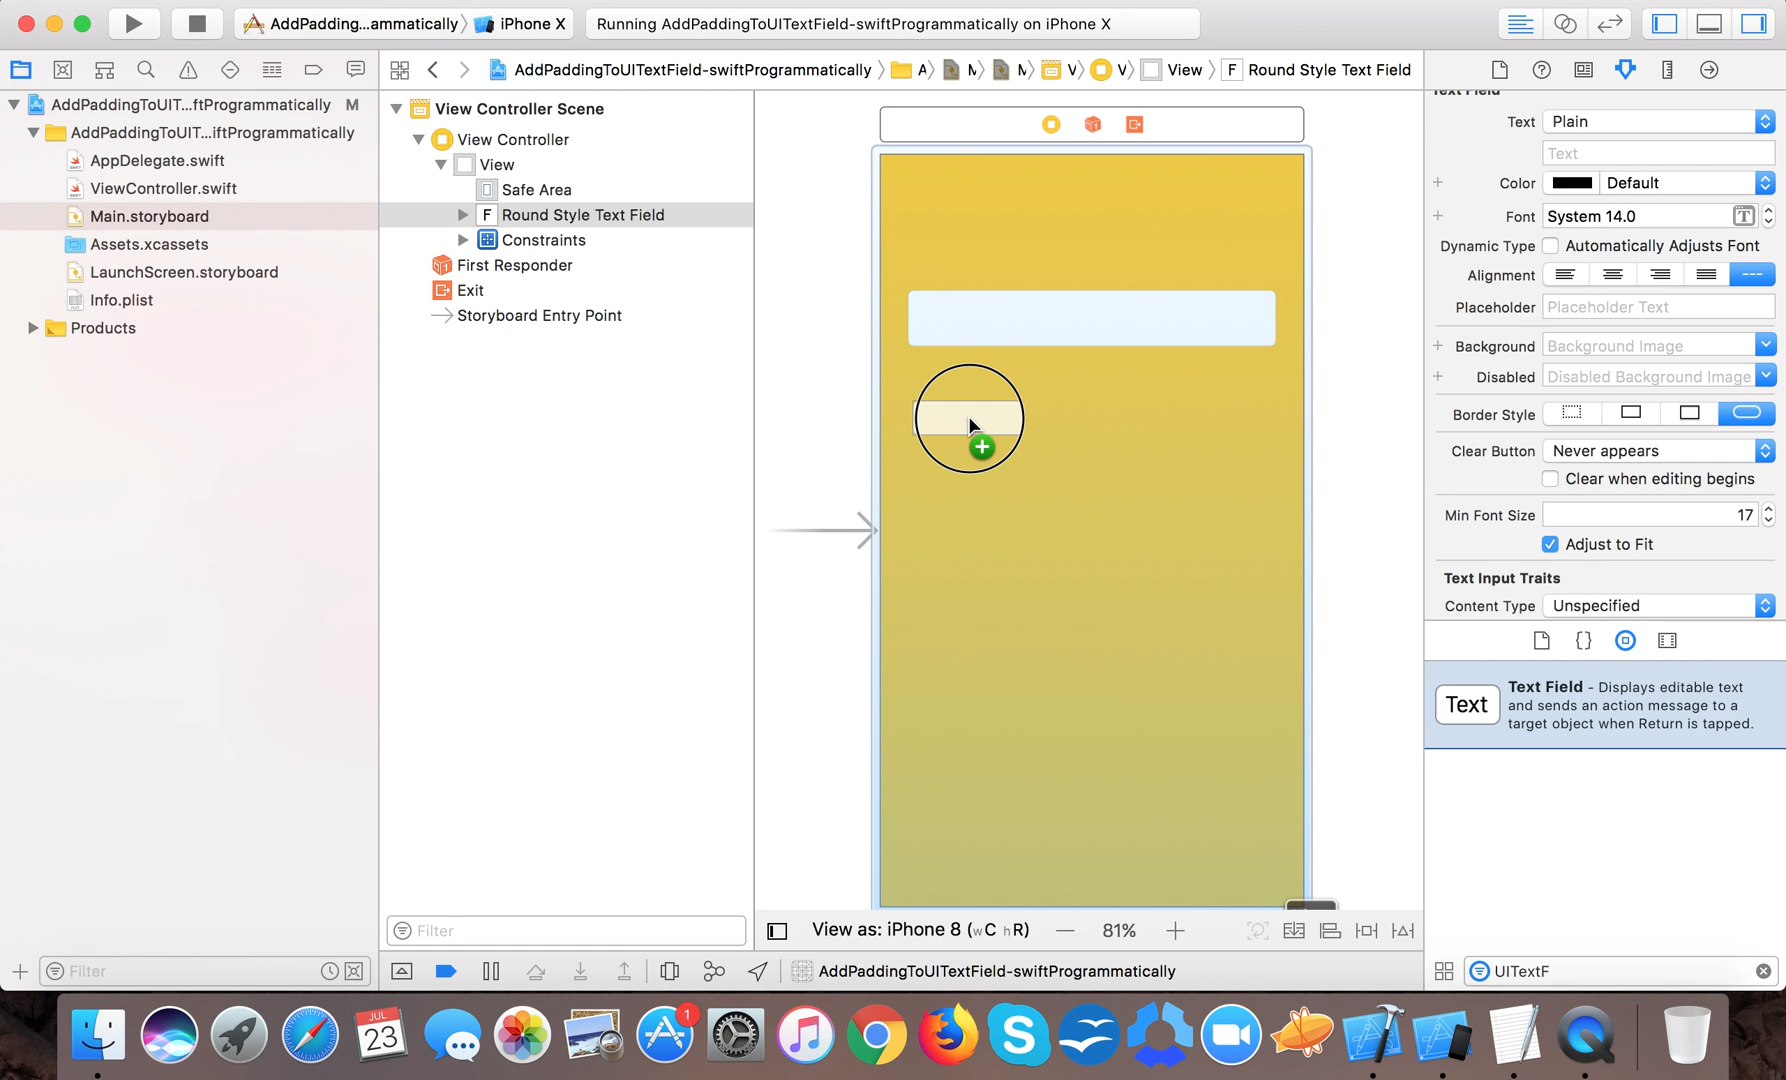 AddPadding...ammatically
iPhone X
Running AddPaddingToUITextField-swiftProgrammatically on iPhone X
AddPaddingToUITextField-swiftProgrammatically
View
F
Round Style Text Field
AddPaddingToUIT...ftProgrammatically
M
AddPaddingToUIT...iftProgrammatically
AppDelegate.swift
ViewController.swift
Main.storyboard
Assets.xcassets
LaunchScreen.storyboard
Info.plist
Products
View Controller Scene
View Controller
View
Safe Area
F Round Style Text Field
Constraints
First Responder
Exit
Storyboard Entry Point
Text Plain
Text
Color Default
Font System 14.0
Dynamic Type Automatically Adjusts Font
Alignment
Placeholder Placeholder Text
Background Background Image
Disabled Disabled Background Image
Border Style
Clear Button Never appears
Clear when editing begins
Min Font Size 17
Adjust to Fit
Text Input Traits
Content Type Unspecified
Text
Text Field - Displays editable text
and sends an action message to a
target object when Return is tapped.
Filter
View as: iPhone 8 (wC hR)
81%
Filter
AddPaddingToUITextField-swiftProgrammatically
UITextF
JUL
23
1